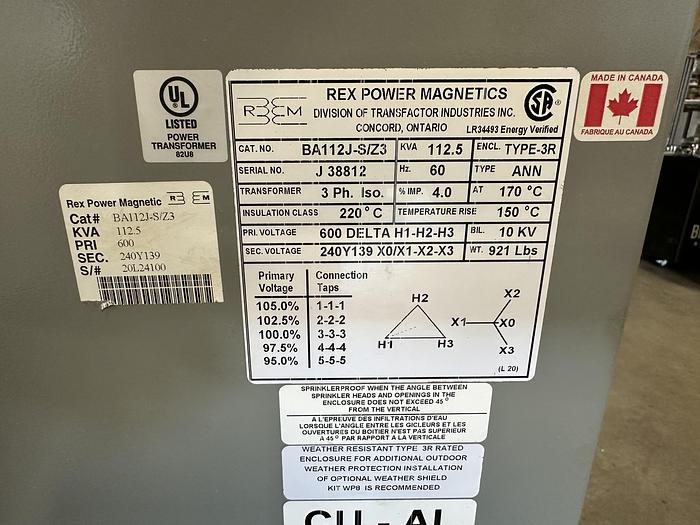 UL
LISTED
POWER
TRANSFORMER
82U8
REX POWER MAGNETICS
DIVISION OF TRANSFACTOR INDUSTRIES INC.
CONCORD, ONTARIO
LR34493 Energy Verified
MADE IN CANADA
FABRIQUE AU CANADA
CAT. NO. BA112J-S/Z3 KVA 112.5 ENCL. TYPE-3R
SERIAL NO. J 38812 Hz. 60 TYPE ANN
TRANSFORMER 3 Ph. Iso. % IMP. 4.0 AT 170 °C
INSULATION CLASS 220 °C TEMPERATURE RISE 150 °C
PRI. VOLTAGE 600 DELTA H1-H2-H3 BIL. 10 KV
SEC. VOLTAGE 240Y139 X0/X1-X2-X3 WT. 921 Lbs
Primary Connection
Voltage Taps
105.0% 1-1-1
102.5% 2-2-2
100.0% 3-3-3
97.5% 4-4-4
95.0% 5-5-5
H2
H1 H3
X2
X1 X0
X3
(L 20)
Rex Power Magnetic REM
Cat# BA112J-S/Z3
KVA 112.5
PRI 600
SEC. 240Y139
S/# 20L24100
SPRINKLERPROOF WHEN THE ANGLE BETWEEN
SPRINKLER HEADS AND OPENINGS IN THE
ENCLOSURE DOES NOT EXCEED 45°
FROM THE VERTICAL
A L'EPREUVE DES INFILTRATIONS D'EAU
LORSQUE L'ANGLE ENTRE LES GICLEURS ET LES
OUVERTURES DU BOITIER N'EST PAS SUPERIEUR
A 45° PAR RAPPORT A LA VERTICALE
WEATHER RESISTANT TYPE 3R RATED
ENCLOSURE FOR ADDITIONAL OUTDOOR
WEATHER PROTECTION INSTALLATION
OF OPTIONAL WEATHER SHIELD
KIT WP8 IS RECOMMENDED
CU - AL